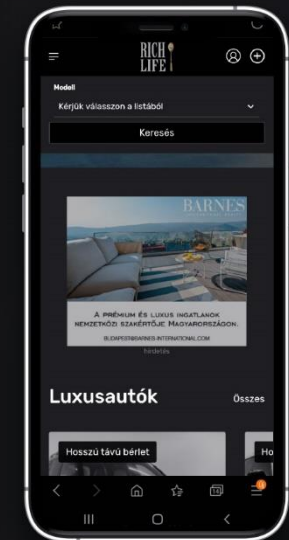 RICH
LIFE
Modell
Kérjük válasszon a listából
Keresés
BARNES
A PRÉMIUM ÉS LUXUS INGATLANOK
NEMZETKÖZI SZAKÉRTŐJE MAGYARORSZÁGON.
BUDAPEST@BARNES-INTERNATIONAL.COM
hirdetés
Luxusautók
Összes
Hosszú távú bérlet
Ho